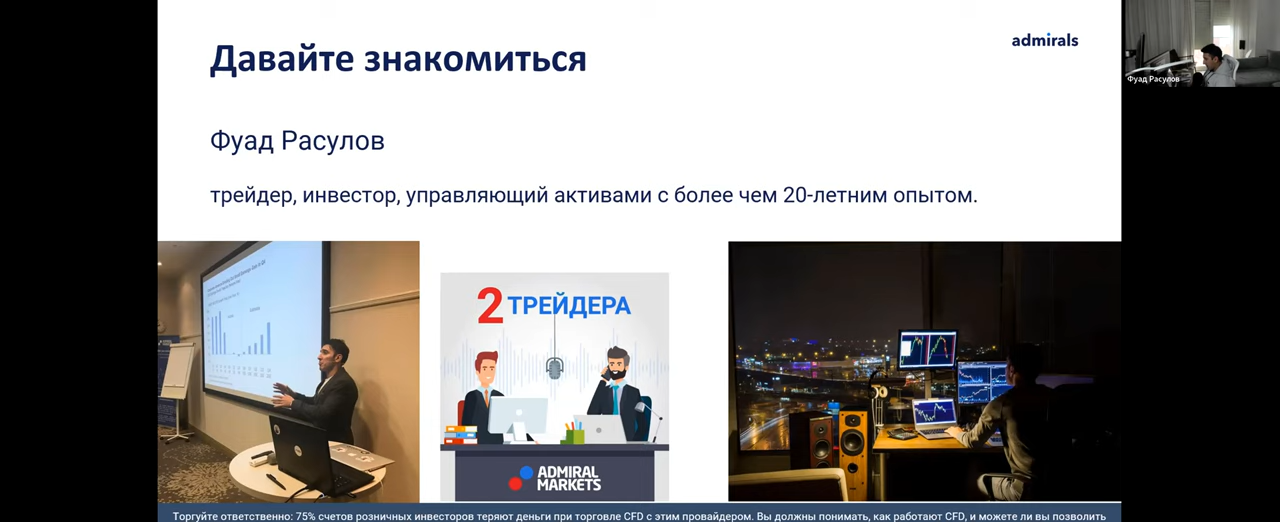 Давайте знакомиться
admirals
Фуад Расулов
Фуад Расулов
трейдер, инвестор, управляющий активами с более чем 20-летним опытом.
2 ТРЕЙДЕРА
ADMIRAL
MARKETS
Торгуйте ответственно: 75% счетов розничных инвесторов теряют деньги при торговле CFD с этим провайдером. Вы должны понимать, как работают CFD, и можете ли вы позволить